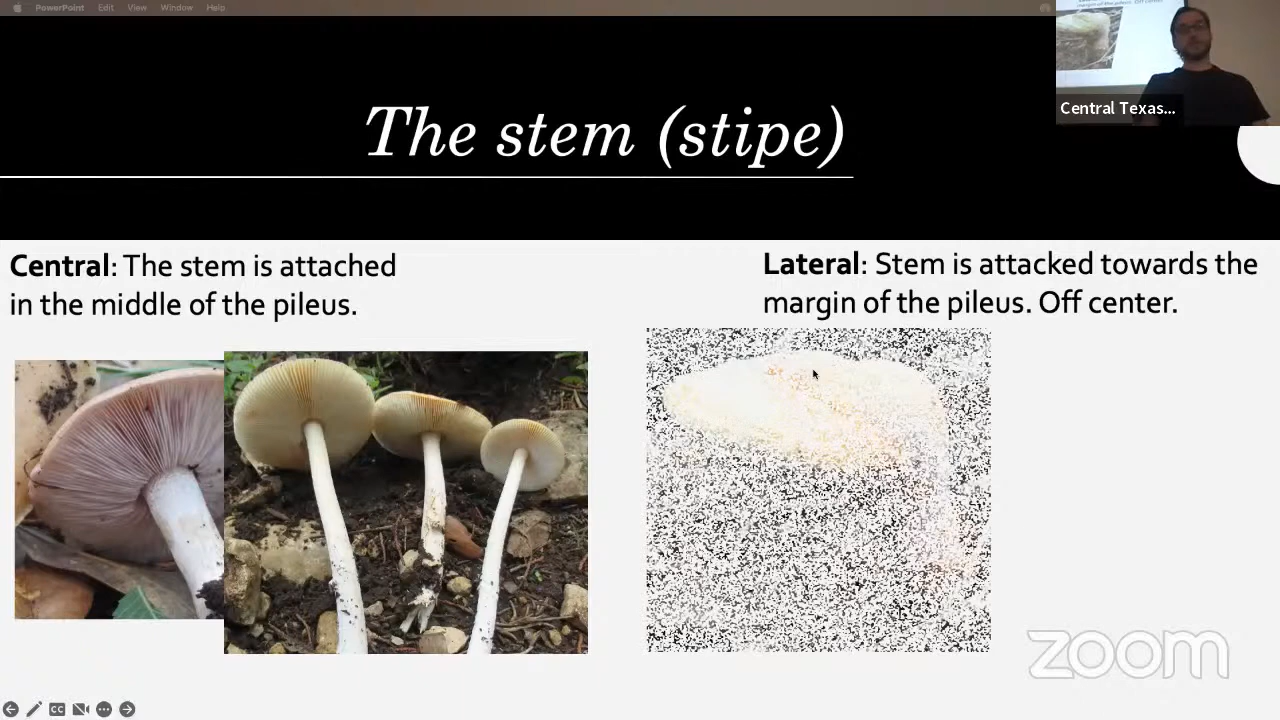 PowerPoint Edit View Window Help
Central Texas...
The stem (stipe)
Central: The stem is attached
in the middle of the pileus.
Lateral: Stem is attacked towards the
margin of the pileus. Off center.
zoom
CC